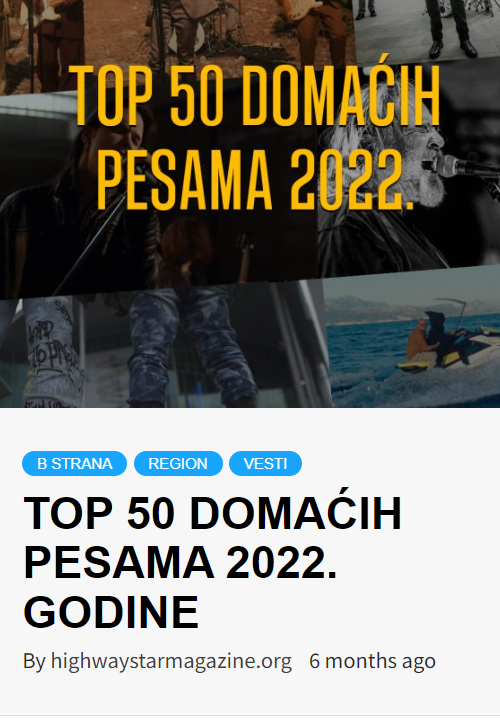 TOP 50 DOMAĆIH
PESAMA 2022.
B STRANA REGION VESTI
TOP 50 DOMAĆIH
PESAMA 2022.
GODINE
By highwaystarmagazine.org 6 months ago